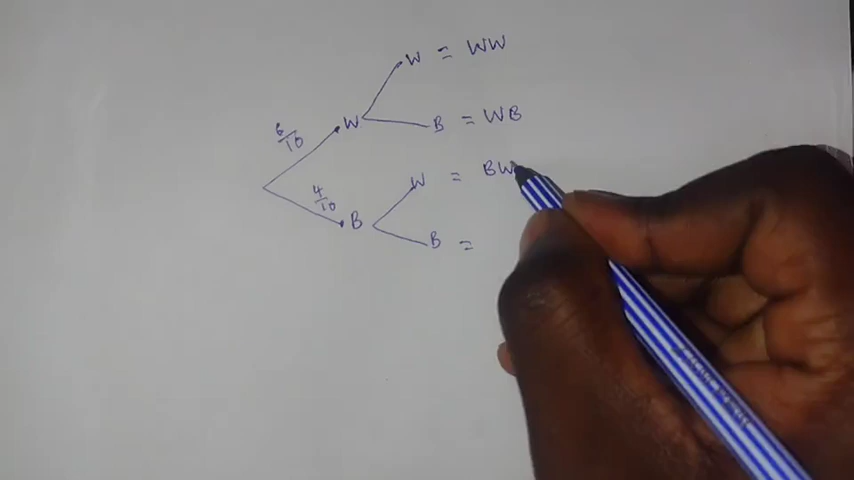 W = WW
6/10 W
B = WB
W = BW
4/10 B
B =